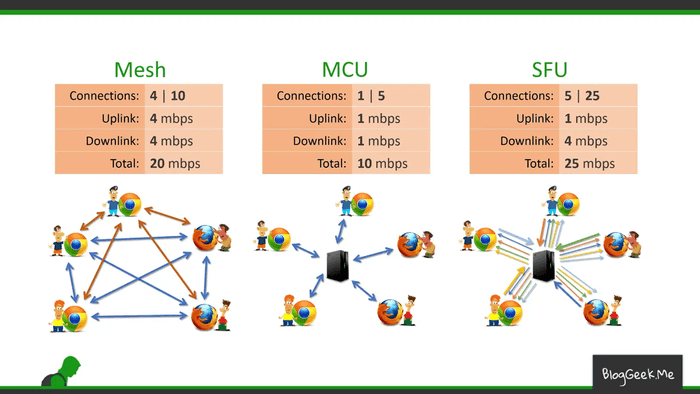 Mesh
Connections: 4 | 10
Uplink: 4 mbps
Downlink: 4 mbps
Total: 20 mbps
MCU
Connections: 1 | 5
Uplink: 1 mbps
Downlink: 1 mbps
Total: 10 mbps
SFU
Connections: 5 | 25
Uplink: 1 mbps
Downlink: 4 mbps
Total: 25 mbps
BlogGeek.Me